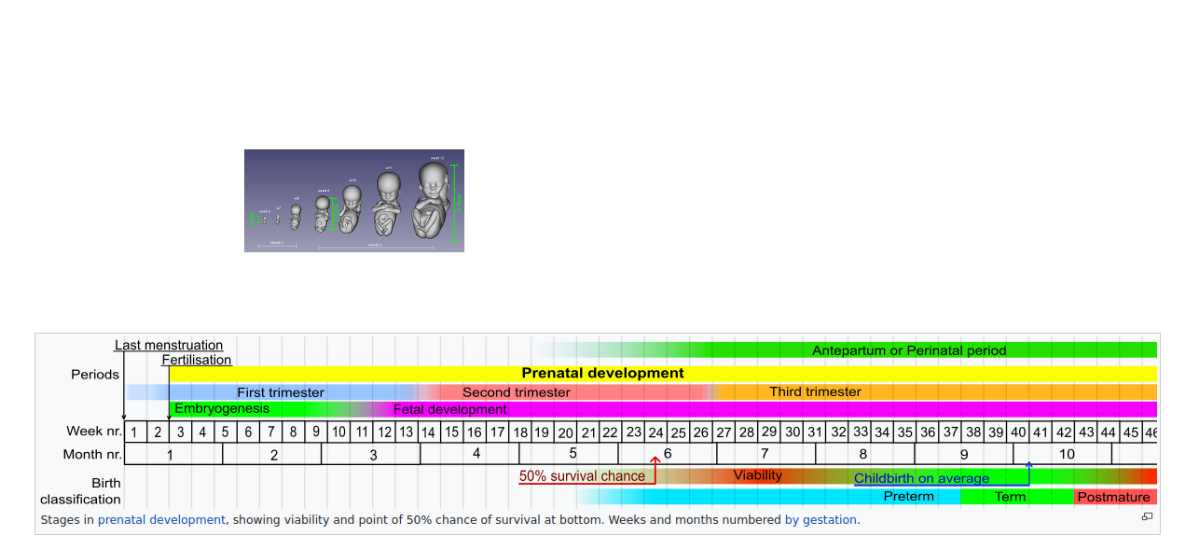 Last menstruation
Fertilisation
Antepartum or Perinatal period
Periods
Prenatal development
First trimester Second trimester Third trimester
Embryogenesis Fetal development
Week nr. 1 2 3 4 5 6 7 8 9 10 11 12 13 14 15 16 17 18 19 20 21 22 23 24 25 26 27 28 29 30 31 32 33 34 35 36 37 38 39 40 41 42 43 44 45 46
Month nr. 1 2 3 4 5 6 7 8 9 10
50% survival chance Viability Childbirth on average
Birth
classification
Preterm Term Postmature
Stages in prenatal development, showing viability and point of 50% chance of survival at bottom. Weeks and months numbered by gestation.